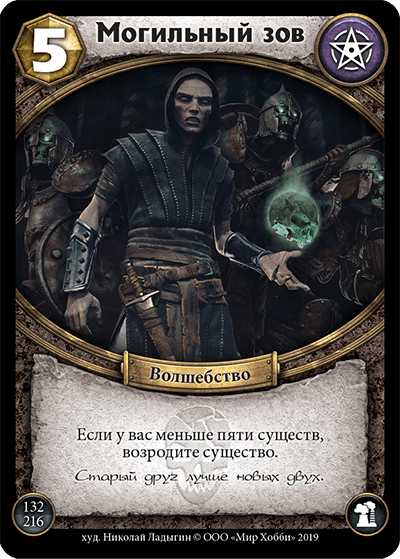 5
Могильный зов
Волшебство
Если у вас меньше пяти существ,
возродите существо.
Старый друг лучше новых двух.
132
216
худ. Николай Ладыгин © ООО «Мир Хобби» 2019